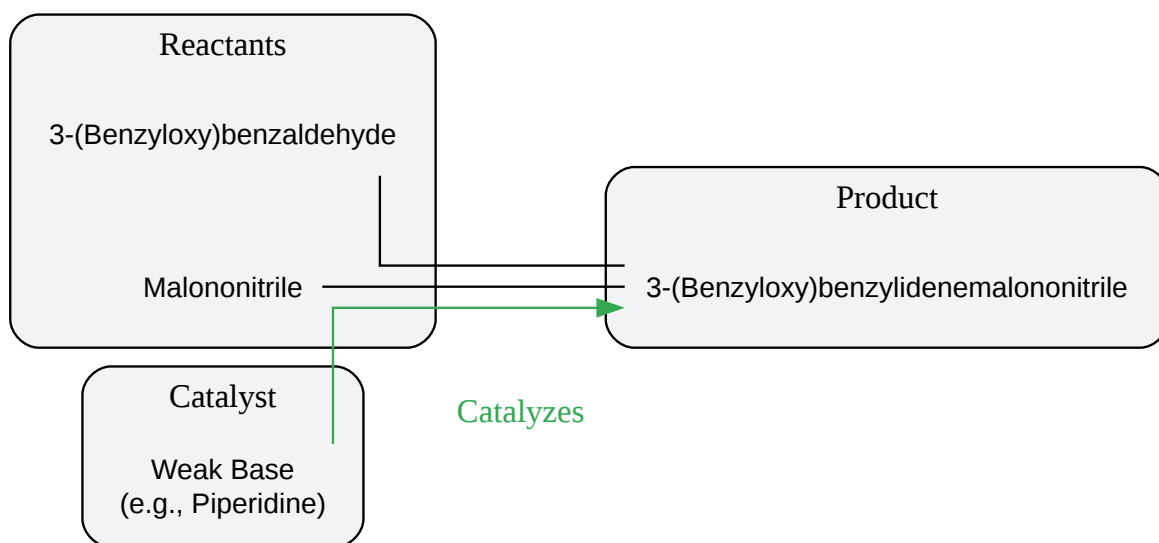 Reactants
3-(Benzyloxy)benzaldehyde
Malononitrile
Product
3-(Benzyloxy)benzylidenemalononitrile
Catalyst
Weak Base
(e.g., Piperidine)
Catalyzes